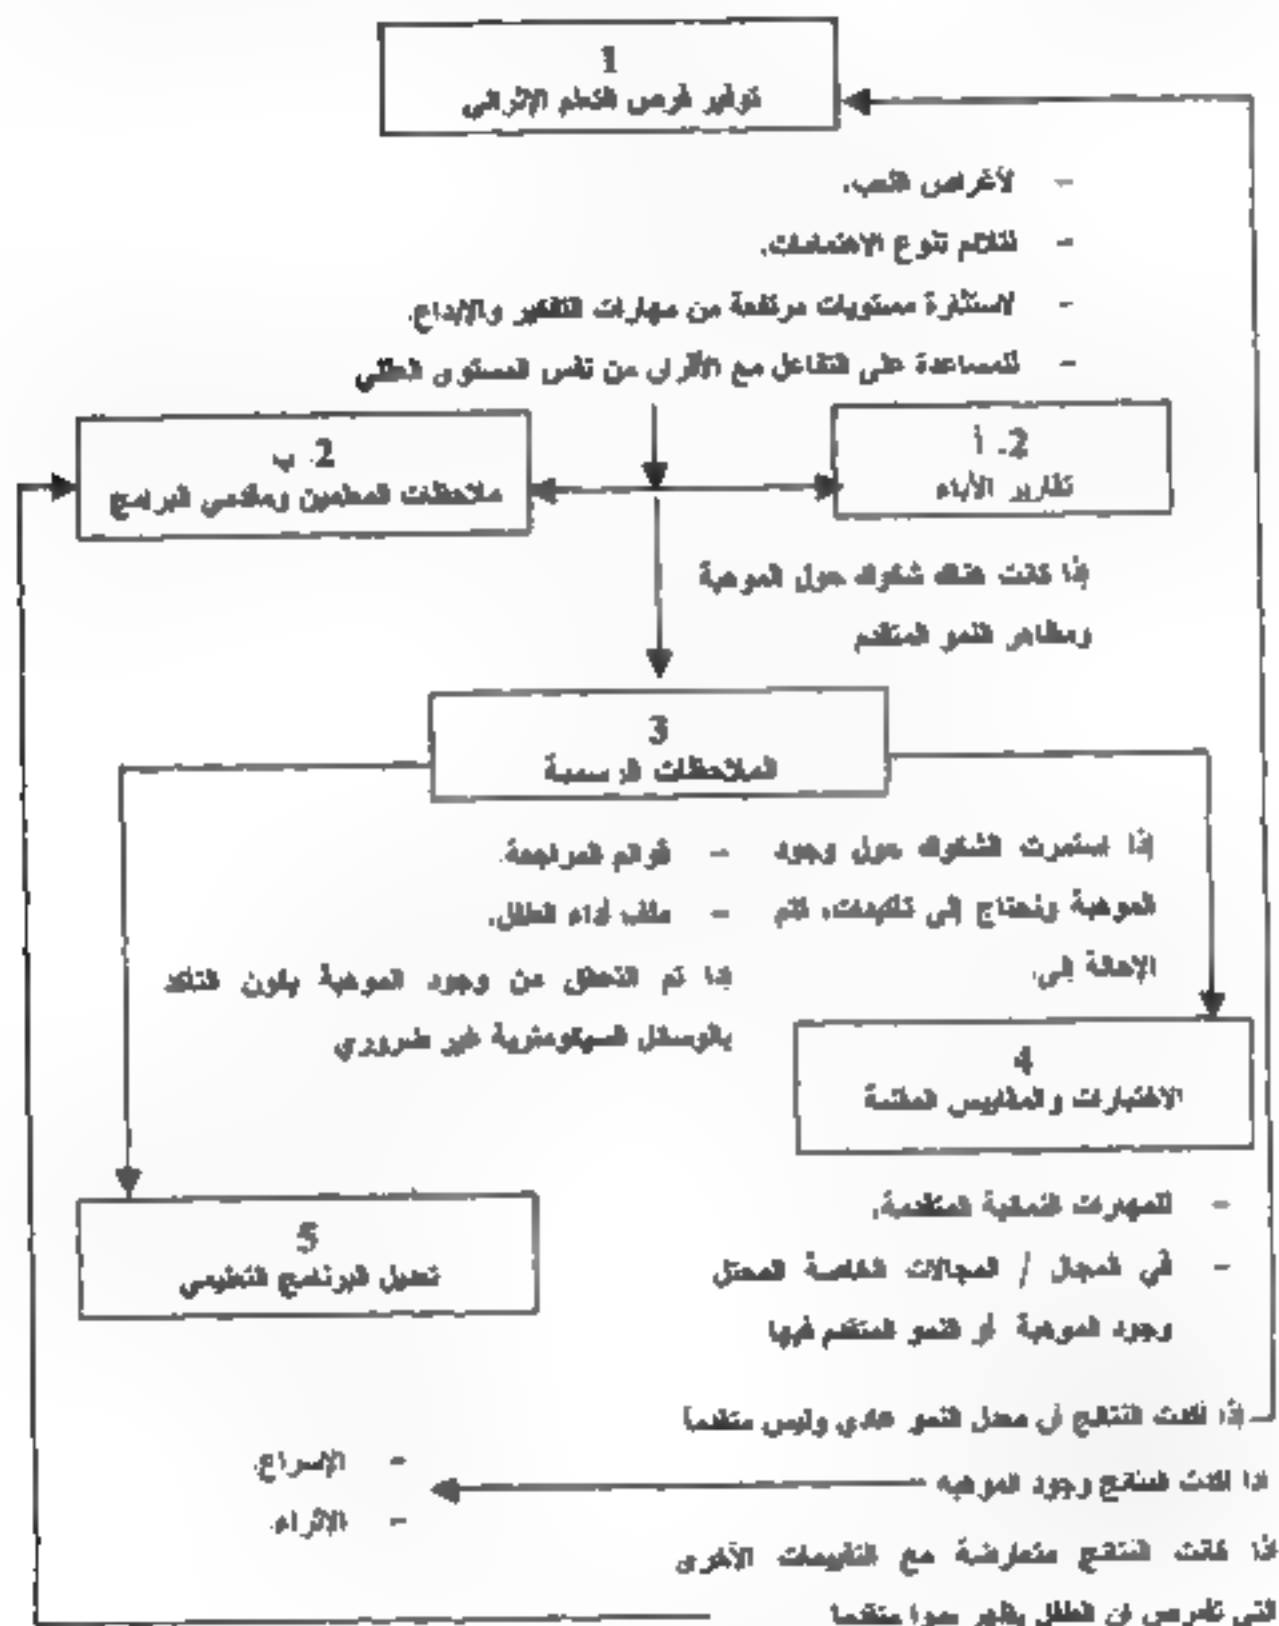 1
توفير فرص التعلم الإثرائي
- لأغراض اللعب.
- لتلائم تنوع الاهتمامات.
- لاستثارة مستويات مرتفعة من مهارات التفكير والإبداع.
- للمساعدة على التفاعل مع الأقران من نفس المستوى العقلي
2. أ
تقارير الآباء
2. ب
ملاحظات المعلمين ومقدمي البرامج
إذا كانت هناك شكوك حول الموهبة
ومظاهر النمو المتقدم
3
الملاحظات الرسمية
إذا استمرت الشكوك حول وجود
الموهبة ونحتاج إلى تأكيدات، تتم
الإحالة إلى:
- قوائم المراجعة.
- ملف أداء الطفل.
إذا تم التحقق من وجود الموهبة يكون التأكد
بالوسائل السيكومترية غير ضروري
4
الاختبارات والمقاييس المقننة
- للمهارات النمائية المتقدمة.
- في المجال / المجالات الخاصة المحتمل
وجود الموهبة أو النمو المتقدم فيها
5
تعديل البرنامج التعليمي
إذا أكدت النتائج أن معدل النمو عادي وليس متقدما
إذا أكدت النتائج وجود الموهبة
- الإسراع.
- الإثراء.
إذا كانت النتائج متعارضة مع التقييمات الأخرى
التي تفترض أن الطفل يظهر نموا متقدما